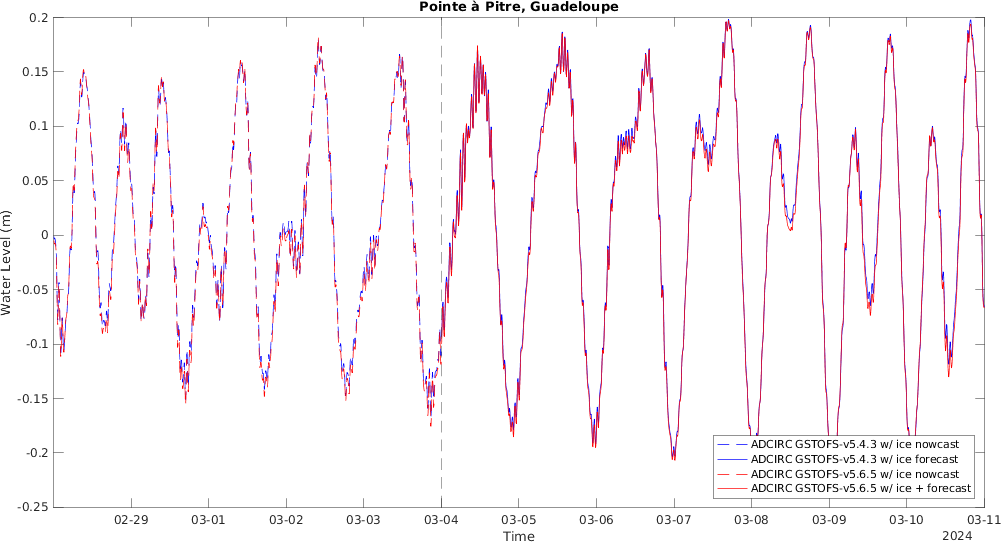 Pointe à Pitre, Guadeloupe
0.2
0.15
0.1
0.05
0
-0.05
-0.1
-0.15
-0.2
-0.25
Water Level (m)
ADCIRC GSTOFS-v5.4.3 w/ ice nowcast
ADCIRC GSTOFS-v5.4.3 w/ ice forecast
ADCIRC GSTOFS-v5.6.5 w/ ice nowcast
ADCIRC GSTOFS-v5.6.5 w/ ice + forecast
02-29 03-01 03-02 03-03 03-04 03-05 03-06 03-07 03-08 03-09 03-10 03-11
Time
2024